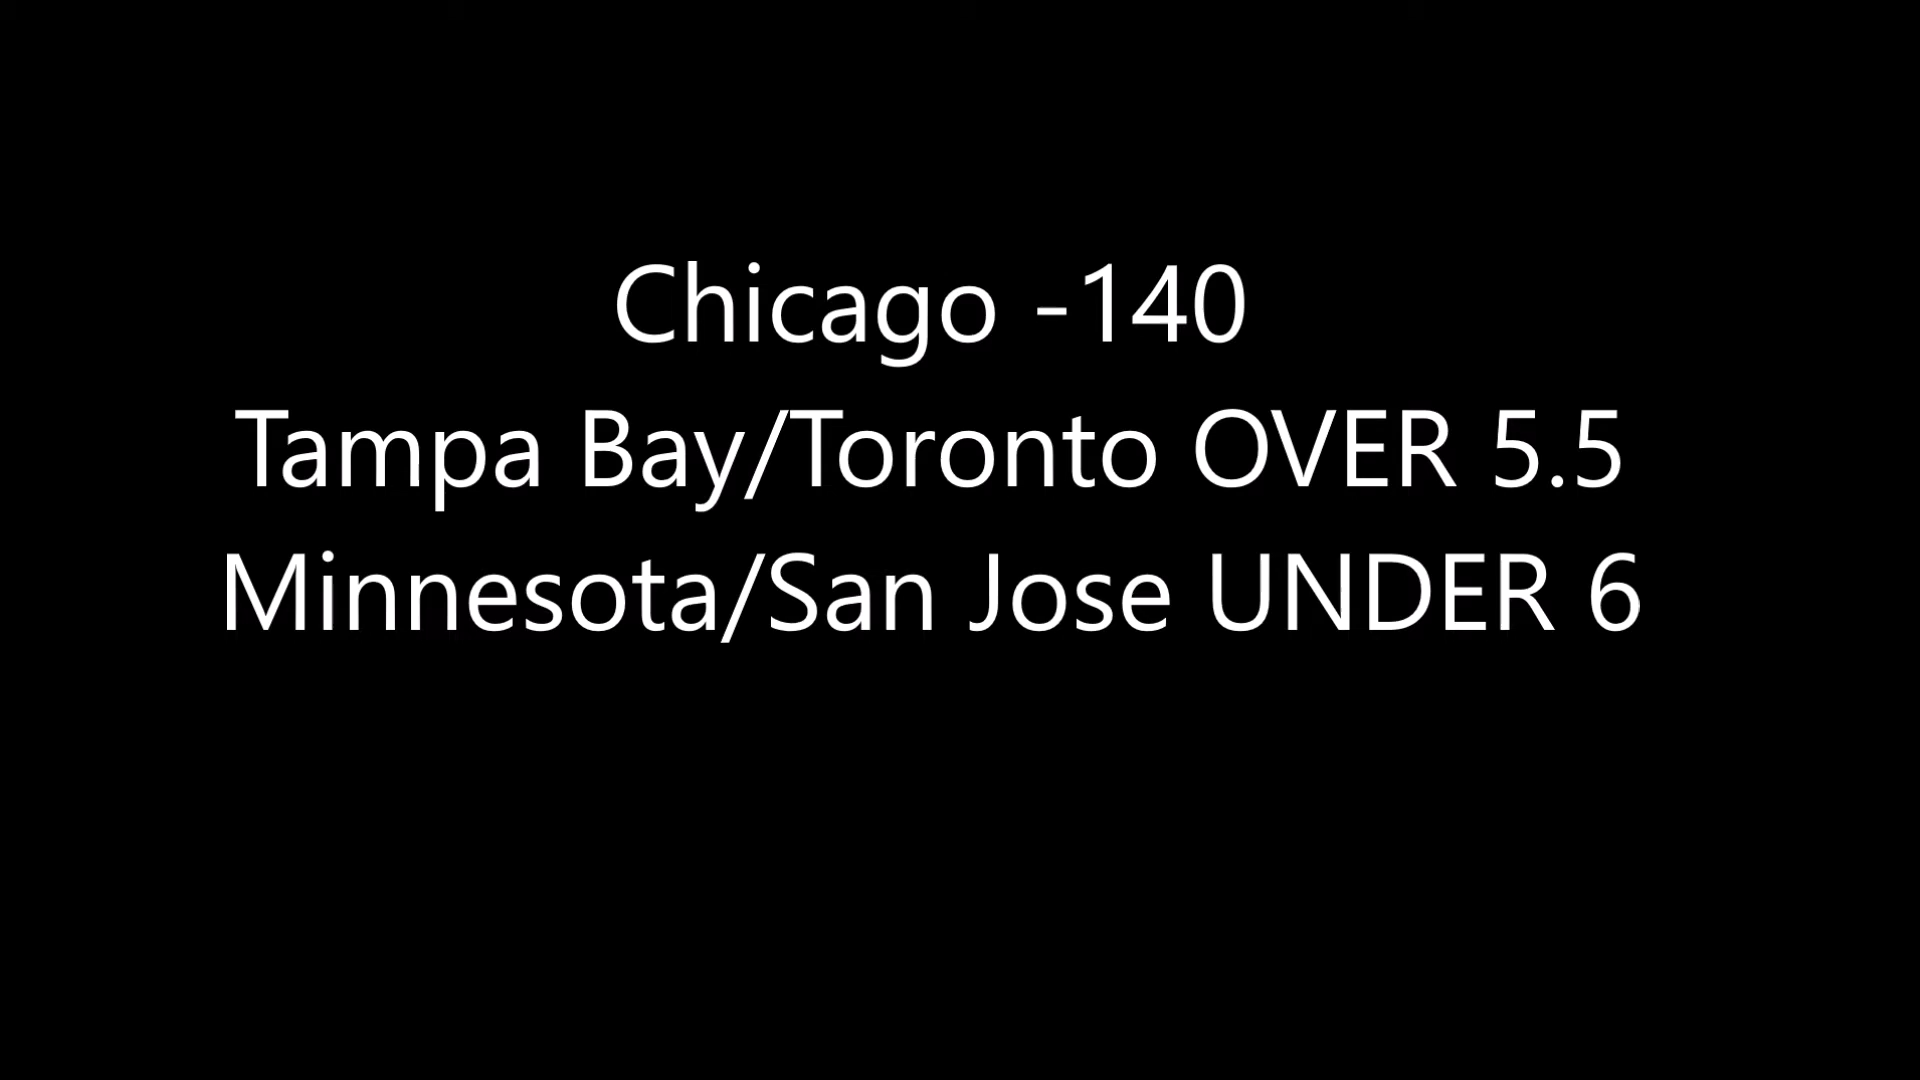 Chicago -140
Tampa Bay/Toronto OVER 5.5
Minnesota/San Jose UNDER 6